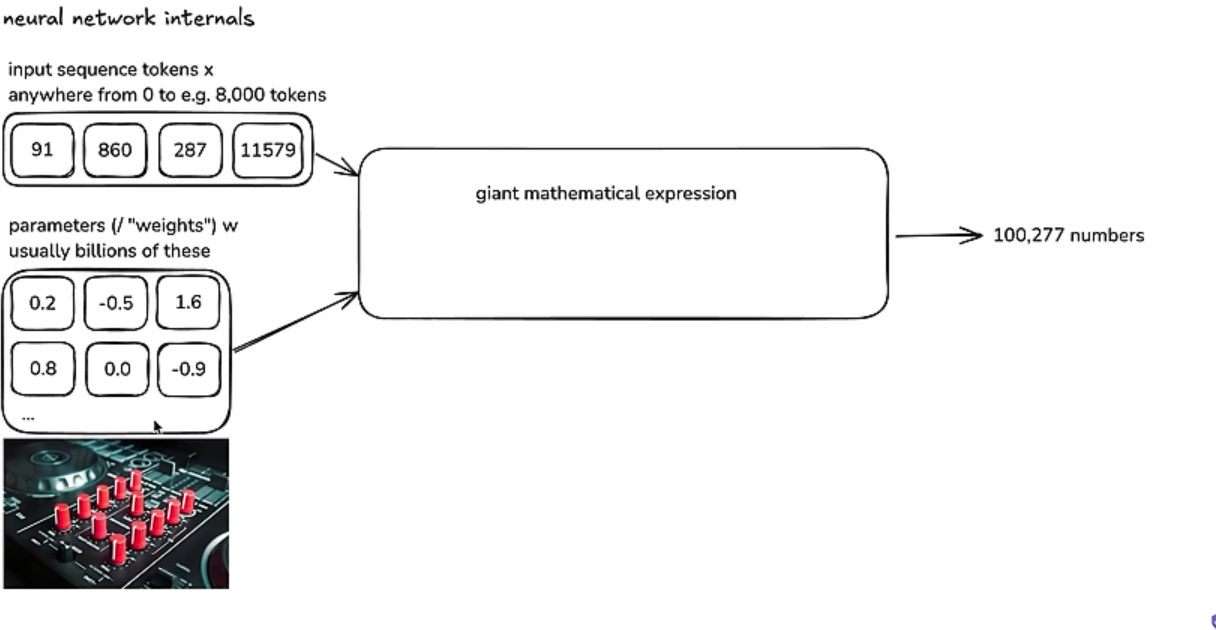 neural network internals
input sequence tokens x
anywhere from 0 to e.g. 8,000 tokens
91 860 287 11579
giant mathematical expression
100,277 numbers
parameters (/ "weights") w
usually billions of these
0.2 -0.5 1.6
0.8 0.0 -0.9
...